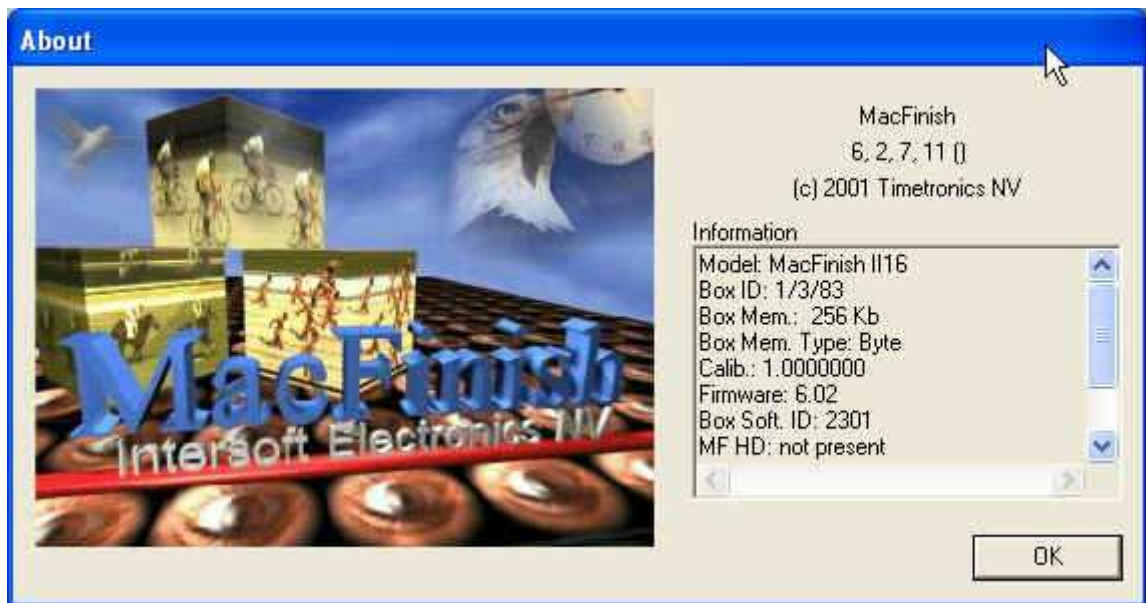 About
MacFinish
Intersoft Electronics NV
MacFinish
6, 2, 7, 11 ()
(c) 2001 Timetronics NV
Information
Model: MacFinish II16
Box ID: 1/3/83
Box Mem.:  256 Kb
Box Mem. Type: Byte
Calib.: 1.0000000
Firmware: 6.02
Box Soft. ID: 2301
MF HD: not present
OK